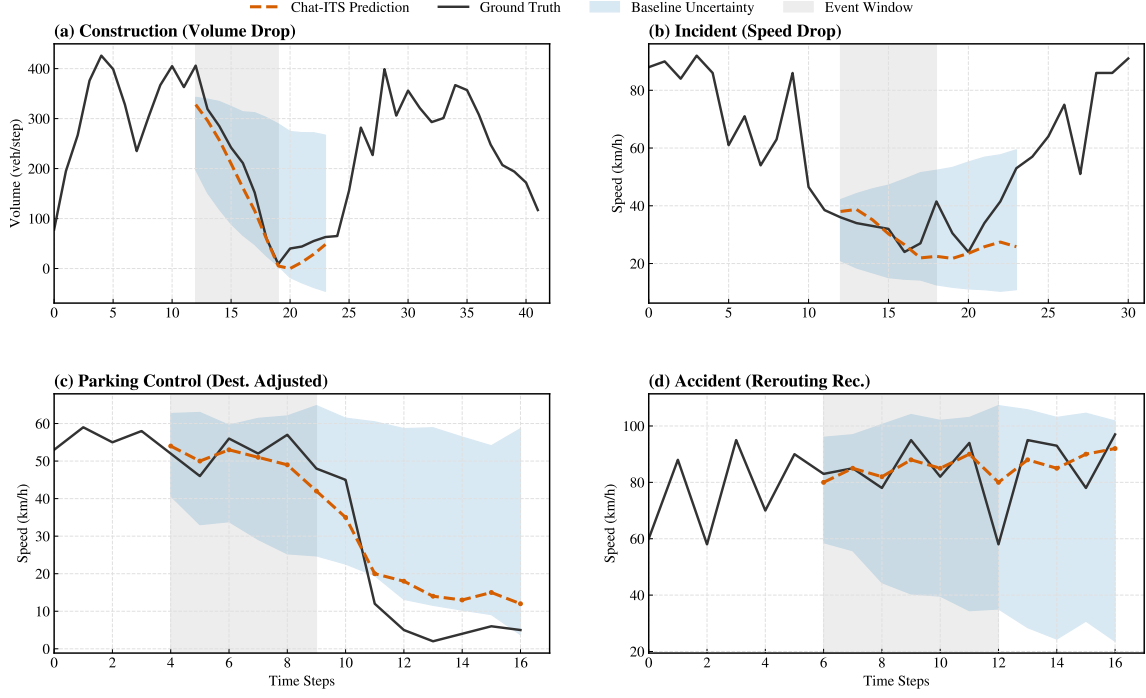 Chat-ITS Prediction Ground Truth Baseline Uncertainty Event Window
(a) Construction (Volume Drop)
Volume (veh/step)
400
300
200
100
0
0 5 10 15 20 25 30 35 40
(b) Incident (Speed Drop)
Speed (km/h)
80
60
40
20
0 5 10 15 20 25 30
(c) Parking Control (Dest. Adjusted)
Speed (km/h)
60
50
40
30
20
10
0
0 2 4 6 8 10 12 14 16
Time Steps
(d) Accident (Rerouting Rec.)
Speed (km/h)
100
80
60
40
20
0 2 4 6 8 10 12 14 16
Time Steps